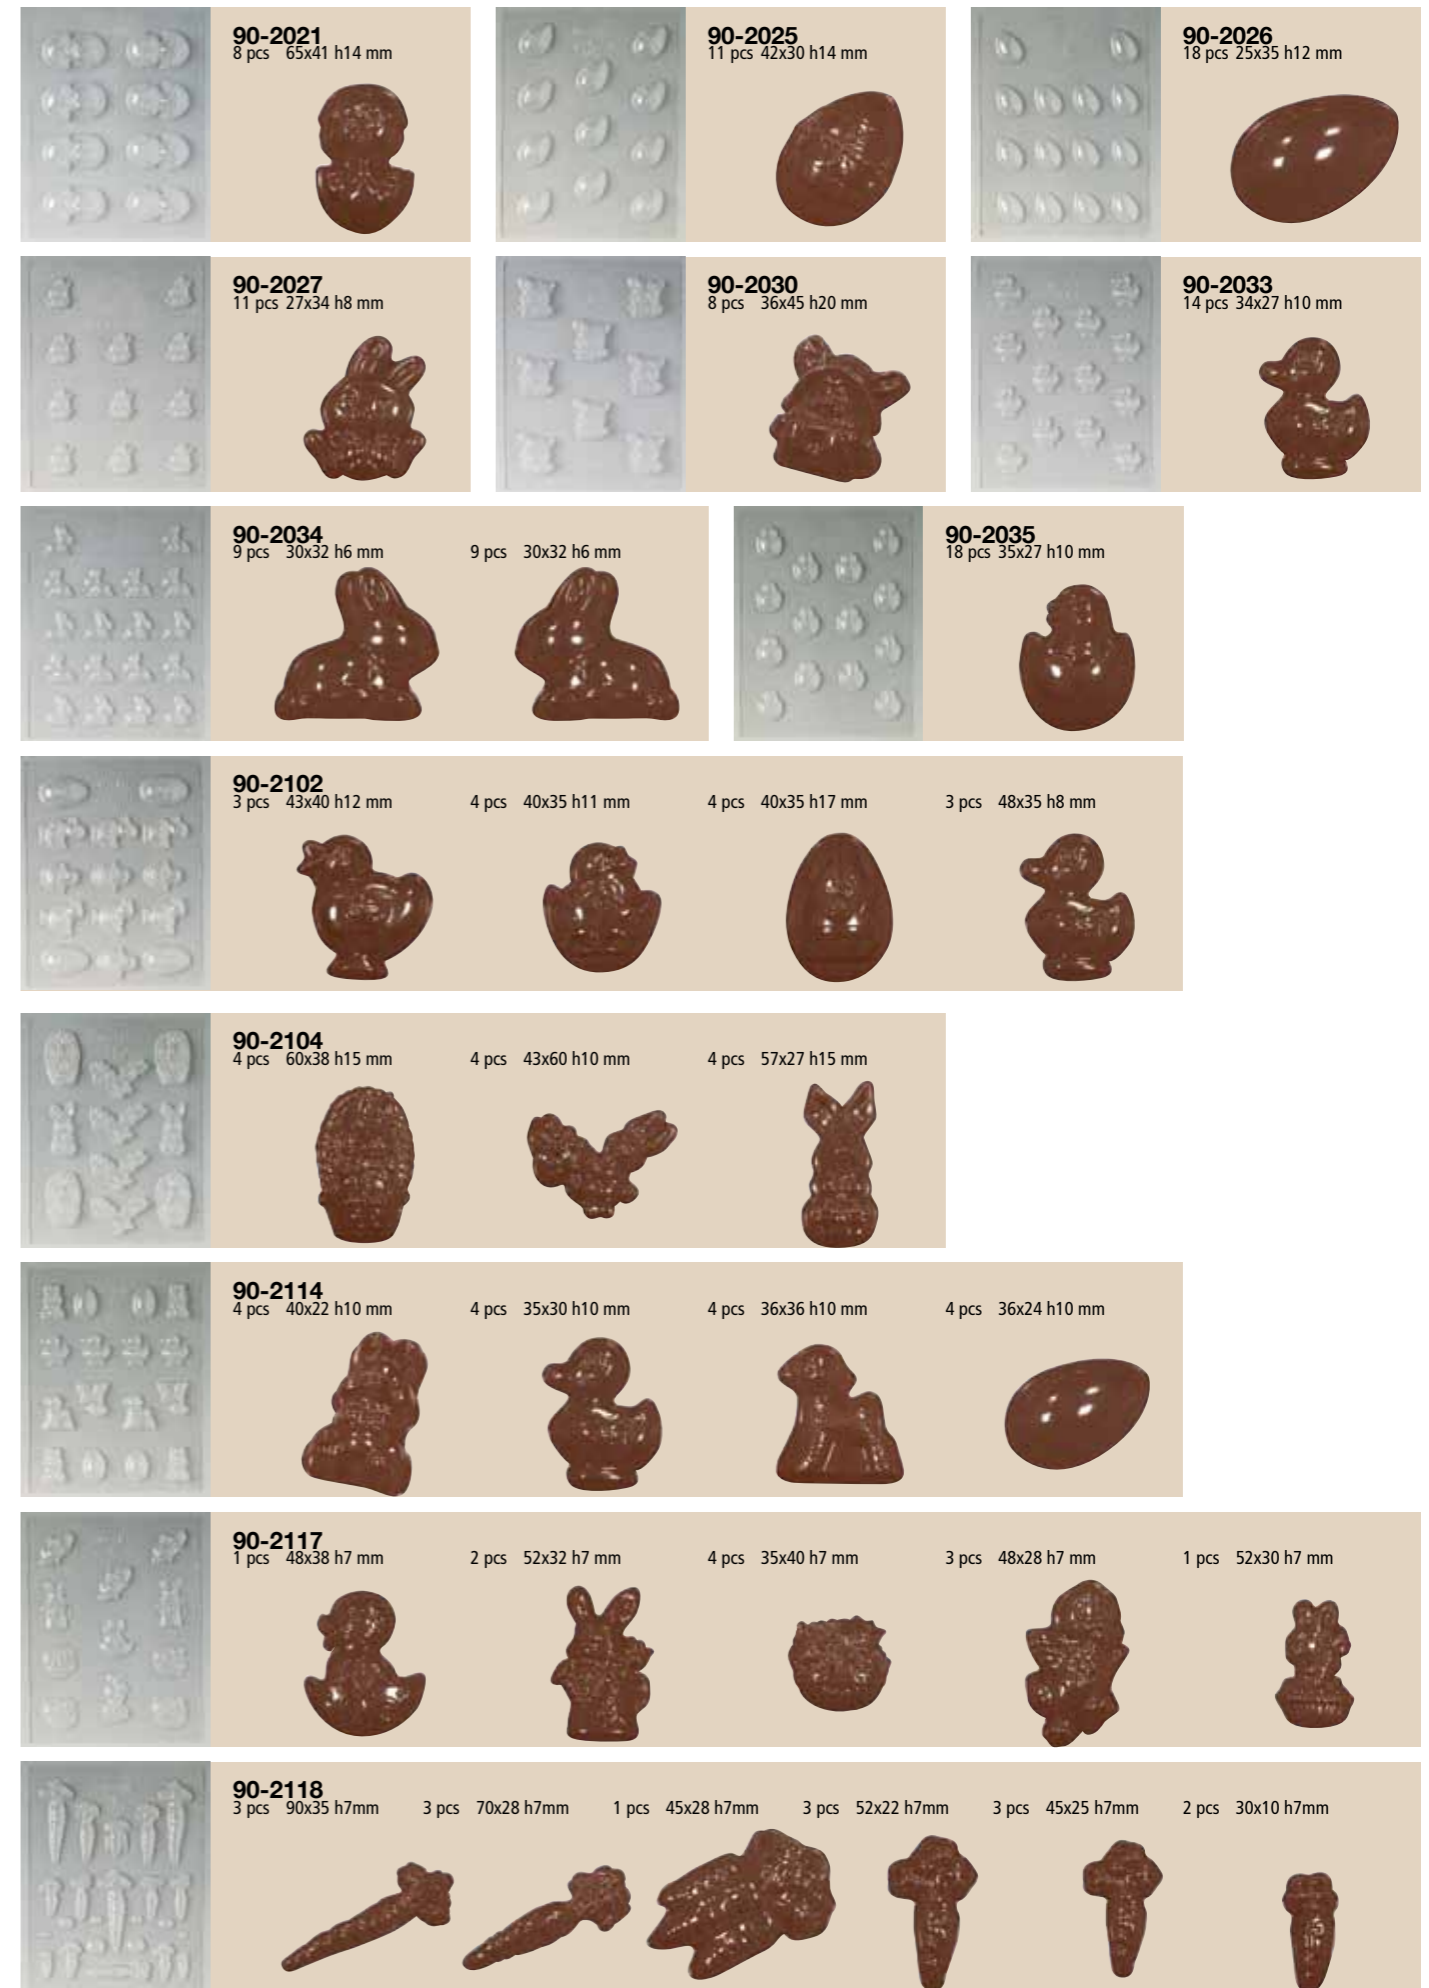 90-2021
8 pcs 65x41 h14 mm
90-2025
11 pcs 42x30 h14 mm
90-2026
18 pcs 25x35 h12 mm
90-2027
11 pcs 27x34 h8 mm
90-2030
8 pcs 36x45 h20 mm
90-2033
14 pcs 34x27 h10 mm
90-2034
9 pcs 30x32 h6 mm 9 pcs 30x32 h6 mm
90-2035
18 pcs 35x27 h10 mm
90-2102
3 pcs 43x40 h12 mm 4 pcs 40x35 h11 mm 4 pcs 40x35 h17 mm 3 pcs 48x35 h8 mm
90-2104
4 pcs 60x38 h15 mm 4 pcs 43x60 h10 mm 4 pcs 57x27 h15 mm
90-2114
4 pcs 40x22 h10 mm 4 pcs 35x30 h10 mm 4 pcs 36x36 h10 mm 4 pcs 36x24 h10 mm
90-2117
1 pcs 48x38 h7 mm 2 pcs 52x32 h7 mm 4 pcs 35x40 h7 mm 3 pcs 48x28 h7 mm 1 pcs 52x30 h7 mm
90-2118
3 pcs 90x35 h7mm 3 pcs 70x28 h7mm 1 pcs 45x28 h7mm 3 pcs 52x22 h7mm 3 pcs 45x25 h7mm 2 pcs 30x10 h7mm